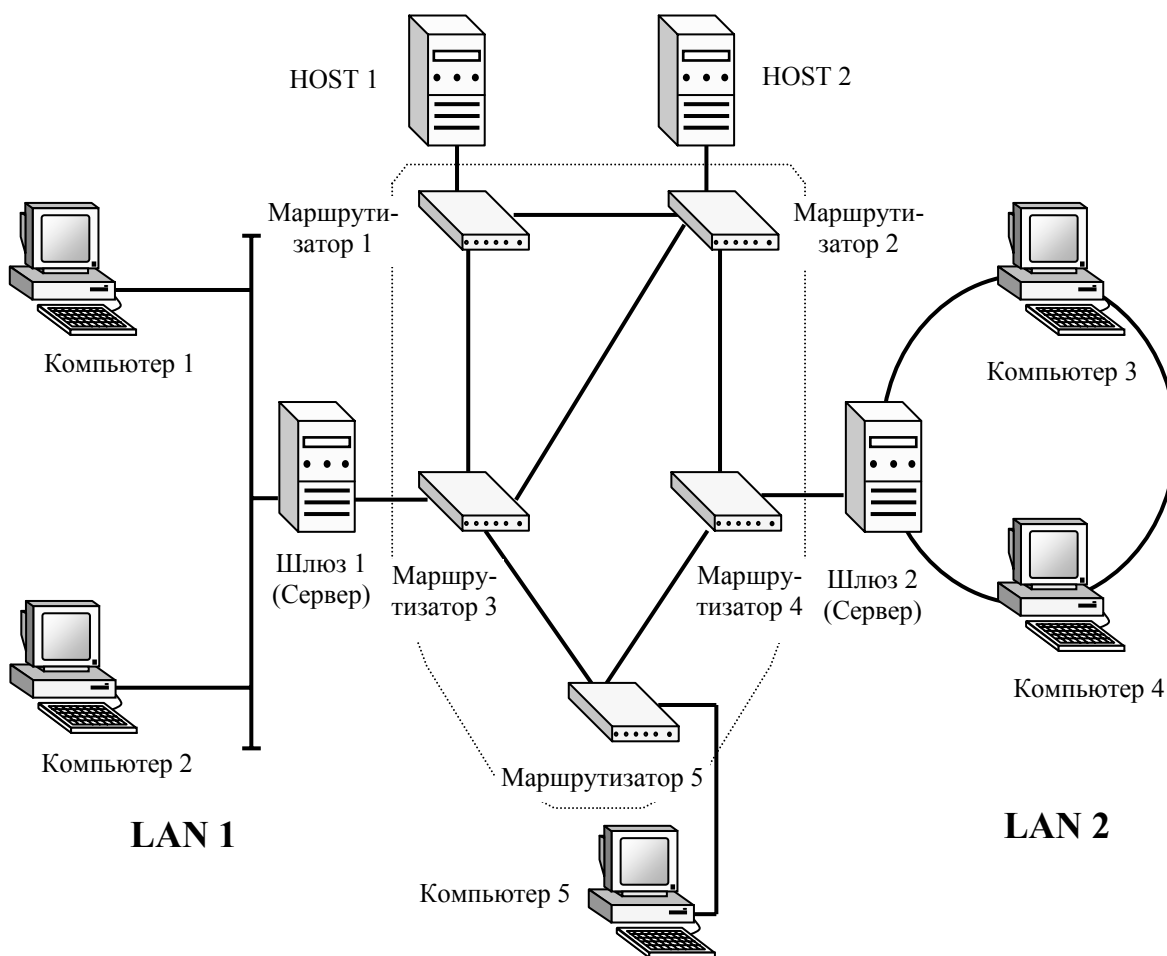 HOST 1
HOST 2
Маршрути-
затор 1
Маршрути-
затор 2
Компьютер 1
Компьютер 3
Шлюз 1
(Сервер)
Маршру-
тизатор 3
Маршру-
тизатор 4
Шлюз 2
(Сервер)
Компьютер 4
Компьютер 2
Маршрутизатор 5
LAN 1
LAN 2
Компьютер 5